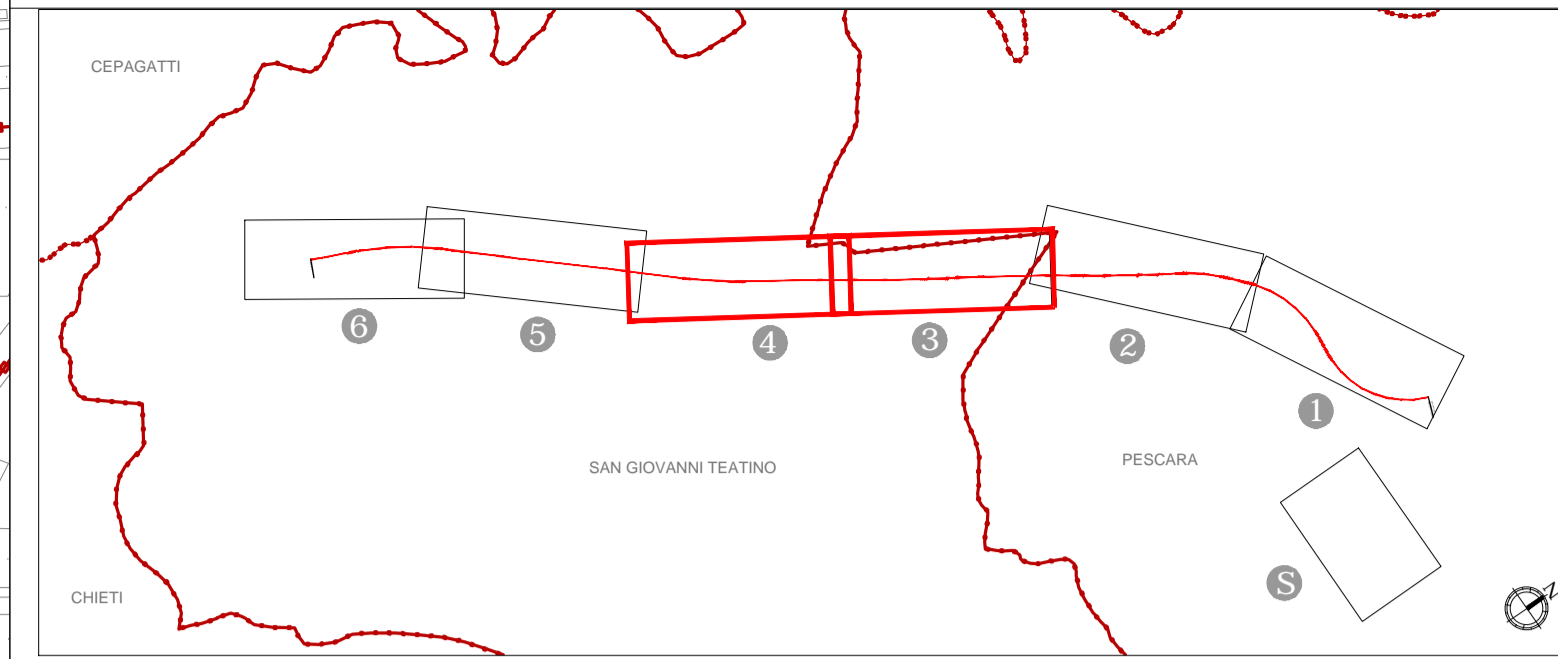 CEPAGATTI
6
5
4
3
2
1
SAN GIOVANNI TEATINO
PESCARA
S
CHIETI
N